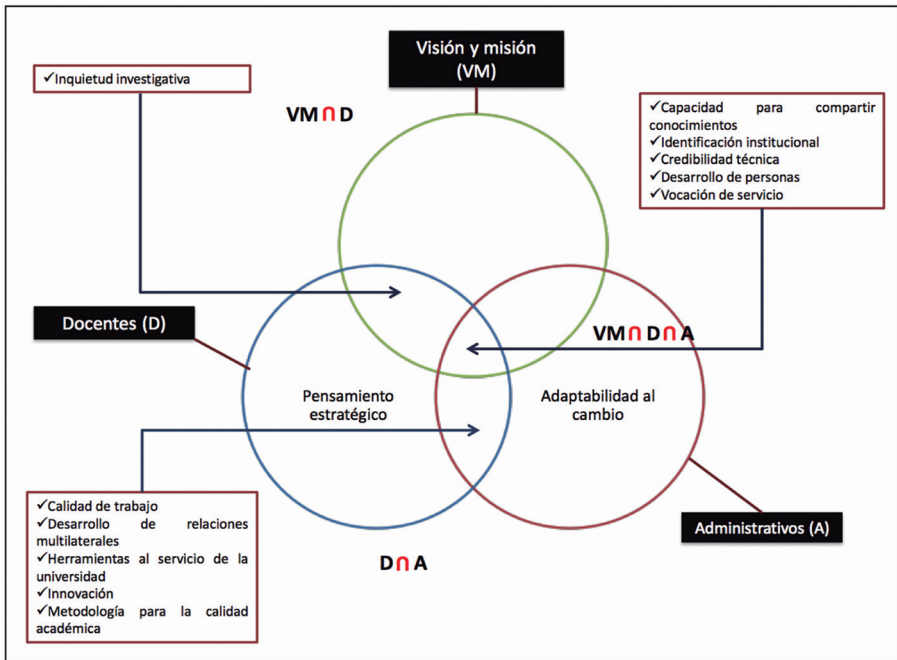 Visión y misión
(VM)
✓Inquietud investigativa
VM∩D
✓Capacidad para compartir
conocimientos
✓Identificación institucional
✓Credibilidad técnica
✓Desarrollo de personas
✓Vocación de servicio
Docentes (D)
VM∩D∩A
Pensamiento
estratégico
Adaptabilidad al
cambio
✓Calidad de trabajo
✓Desarrollo de relaciones
multilaterales
✓Herramientas al servicio de la
universidad
✓Innovación
✓Metodología para la calidad
académica
Administrativos (A)
D∩A